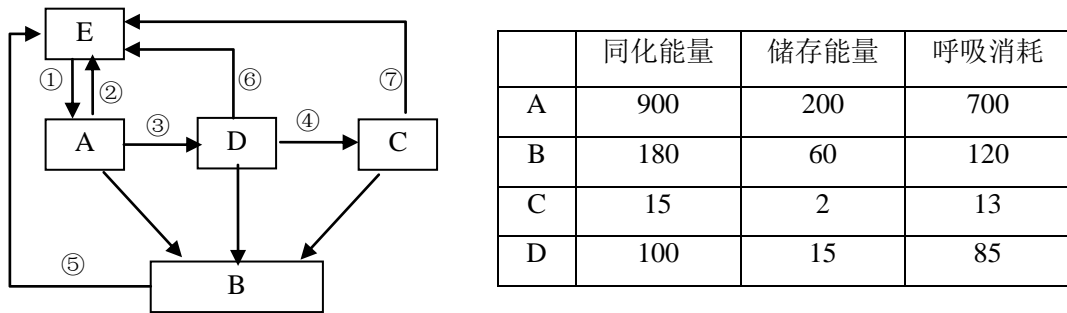 E
① ② ⑥ ⑦
A ③ D ④ C
⑤ B
同化能量 储存能量 呼吸消耗
A 900 200 700
B 180 60 120
C 15 2 13
D 100 15 85